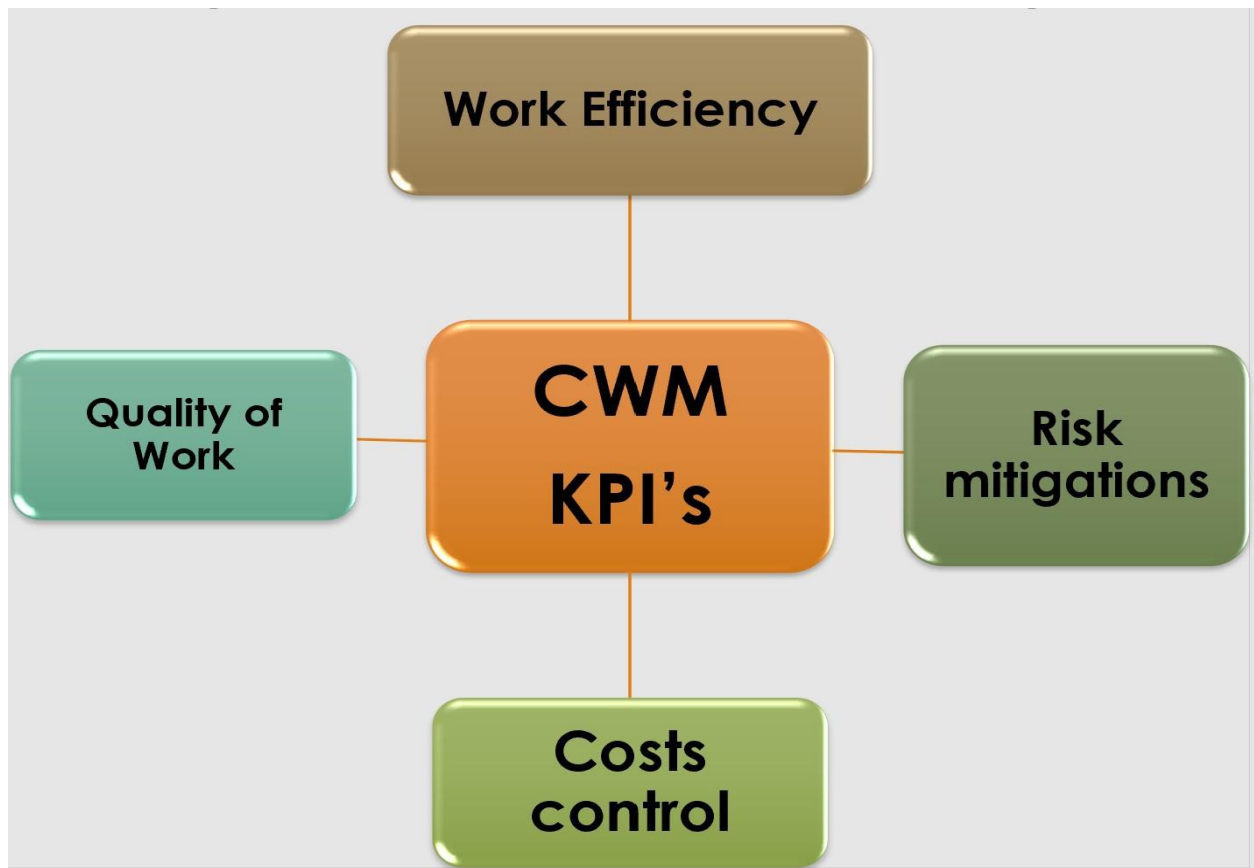 Work Efficiency
CWM
KPI's
Quality of
Work
Risk
mitigations
Costs
control